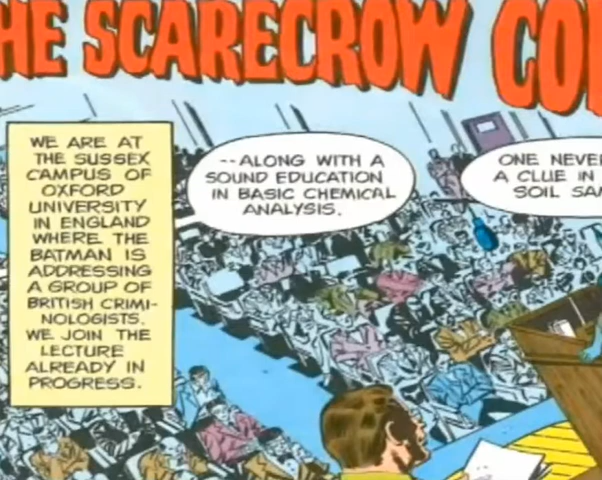 HE SCARECROW CO
WE ARE AT
THE SUSSEX
CAMPUS OF
OXFORD
UNIVERSITY
IN ENGLAND
WHERE THE
BATMAN IS
ADDRESSING
A GROUP OF
BRITISH CRIMI-
NOLOGISTS.
WE JOIN THE
LECTURE
ALREADY IN
PROGRESS.
--ALONG WITH A
SOUND EDUCATION
IN BASIC CHEMICAL
ANALYSIS.
ONE NEVE
A CLUE IN
SOIL SA